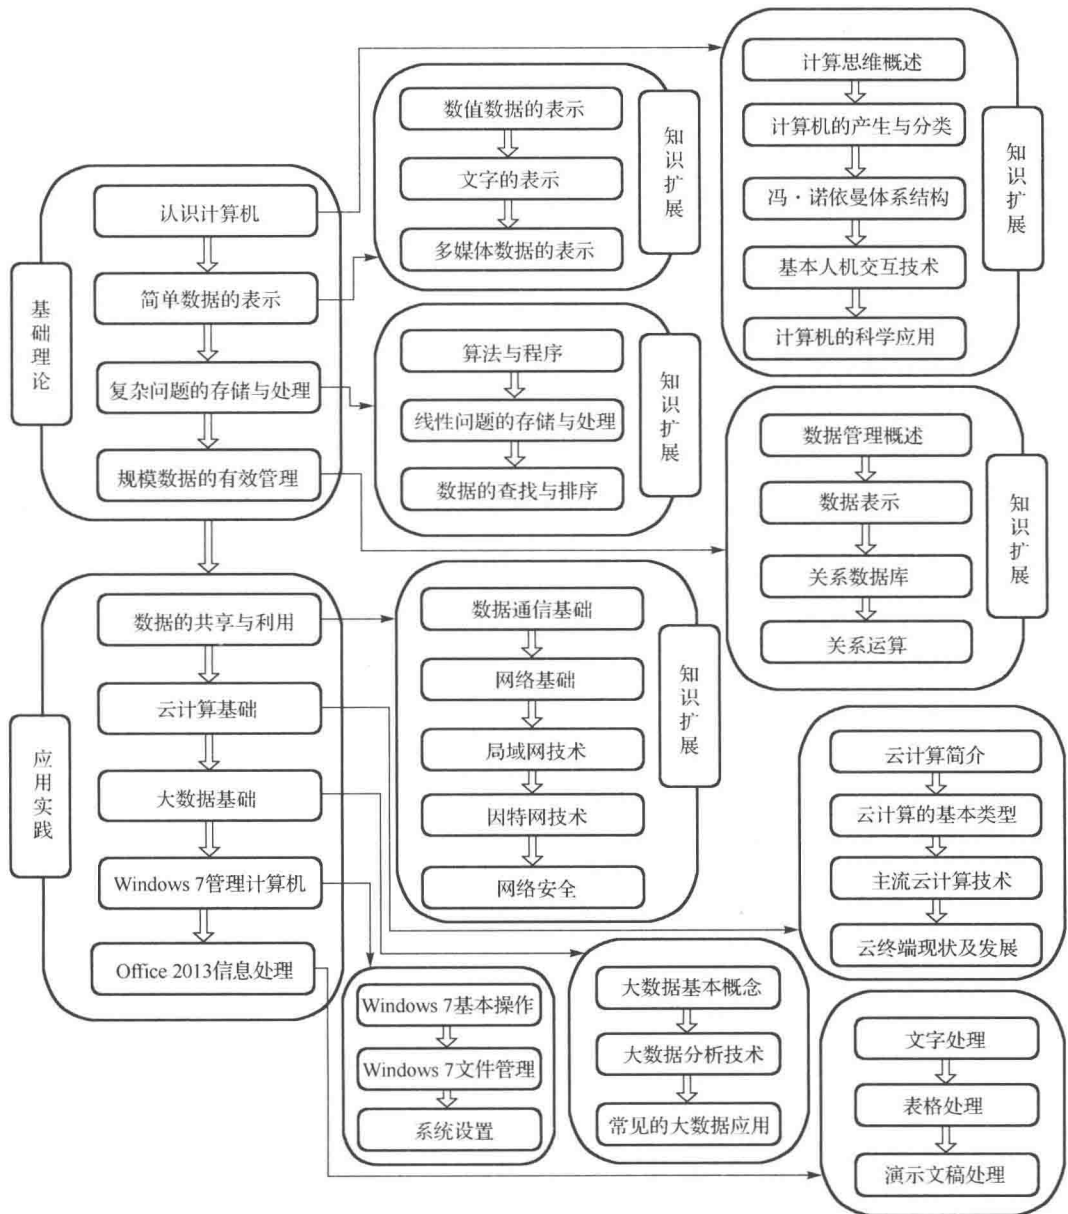 基础理论
认识计算机
简单数据的表示
复杂问题的存储与处理
规模数据的有效管理
数值数据的表示
文字的表示
多媒体数据的表示
知识扩展
计算思维概述
计算机的产生与分类
冯·诺依曼体系结构
基本人机交互技术
计算机的科学应用
知识扩展
算法与程序
线性问题的存储与处理
数据的查找与排序
知识扩展
数据管理概述
数据表示
关系数据库
关系运算
知识扩展
应用实践
数据的共享与利用
云计算基础
大数据基础
Windows 7管理计算机
Office 2013信息处理
数据通信基础
网络基础
局域网技术
因特网技术
网络安全
知识扩展
云计算简介
云计算的基本类型
主流云计算技术
云终端现状及发展
Windows 7基本操作
Windows 7文件管理
系统设置
大数据基本概念
大数据分析技术
常见的大数据应用
文字处理
表格处理
演示文稿处理